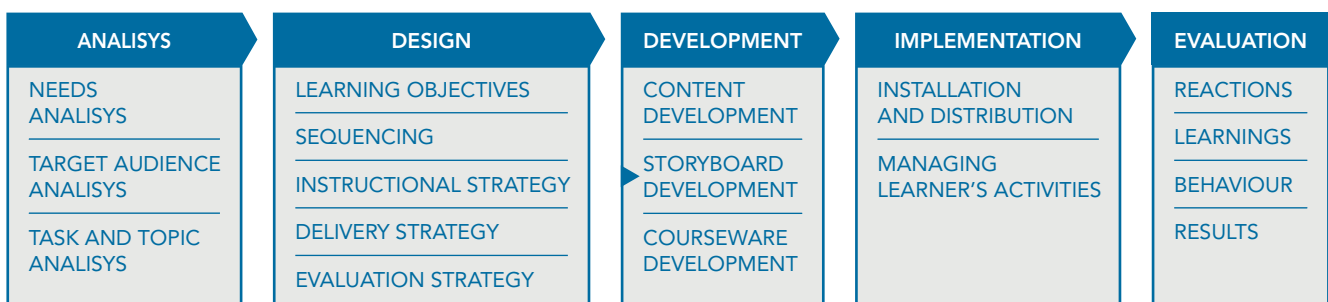 ANALISYS
NEEDS
ANALISYS
TARGET AUDIENCE
ANALISYS
TASK AND TOPIC
ANALISYS
DESIGN
LEARNING OBJECTIVES
SEQUENCING
INSTRUCTIONAL STRATEGY
DELIVERY STRATEGY
EVALUATION STRATEGY
DEVELOPMENT
CONTENT
DEVELOPMENT
STORYBOARD
DEVELOPMENT
COURSEWARE
DEVELOPMENT
IMPLEMENTATION
INSTALLATION
AND DISTRIBUTION
MANAGING
LEARNER'S ACTIVITIES
EVALUATION
REACTIONS
LEARNINGS
BEHAVIOUR
RESULTS